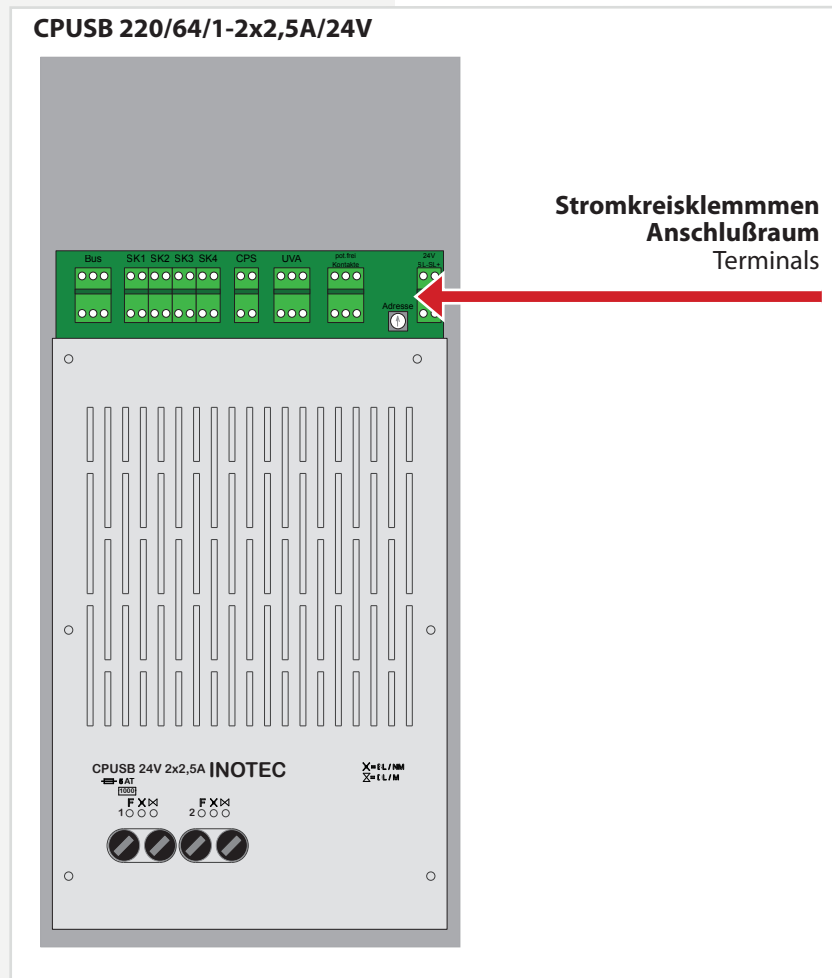 CPUSB 220/64/1-2x2,5A/24V
Stromkreisklemmmen
Anschlußraum
Terminals
Bus SK1 SK2 SK3 SK4 CPS UVA pot.frei 24V
Kontakte
Adresse
CPUSB 24V 2x2,5A INOTEC
1000
F X
1
F X
2